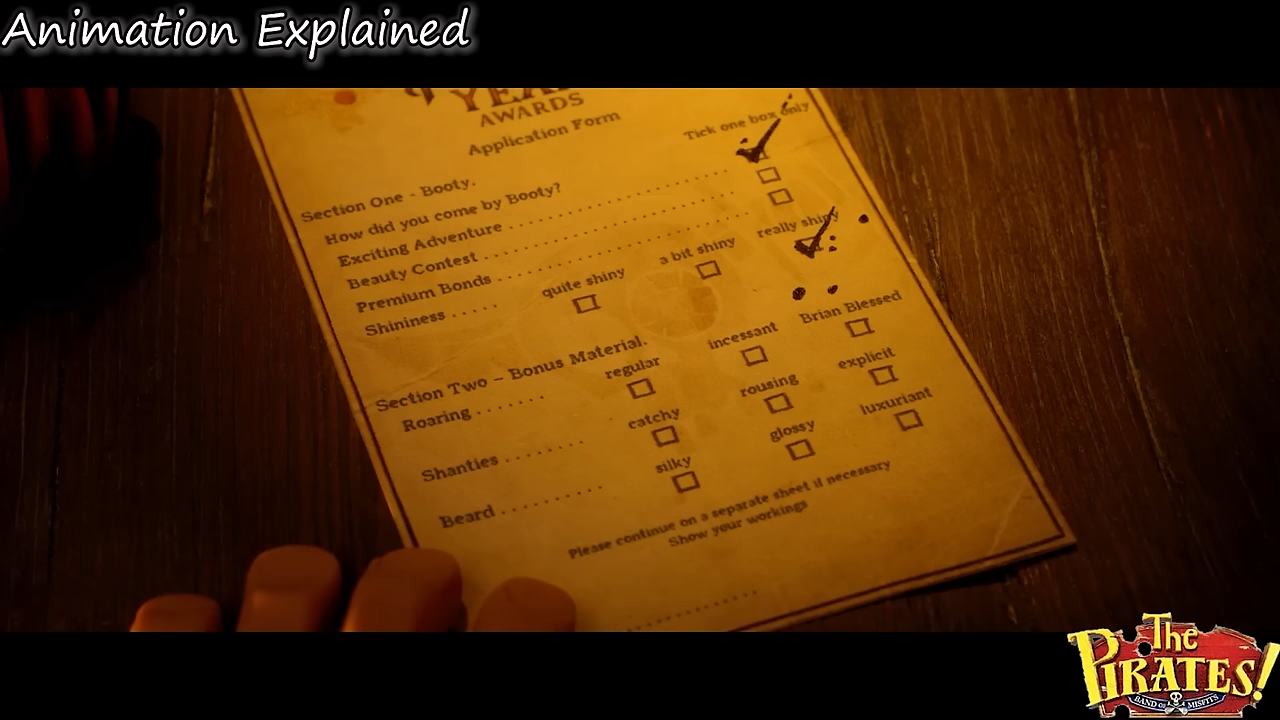 Animation Explained
YEAR
AWARDS
Application Form
Tick one box only
Section One - Booty.
How did you come by Booty?
Exciting Adventure . . . . . . . . . . . . . . . . . . . . .
Beauty Contest . . . . . . . . . . . . . . . . . . . . . . .
Premium Bonds . . . . . . . . . . . . . . . . . . . . . . .
Shininess . . . . . quite shiny a bit shiny really shiny
Section Two – Bonus Material.
Roaring . . . . . . . regular incessant Brian Blessed
Shanties . . . . . . . . catchy rousing explicit
Beard . . . . . . . . . . silky glossy luxuriant
Please continue on a separate sheet if necessary
Show your workings
The
PIRATES!
BAND OF MISFITS